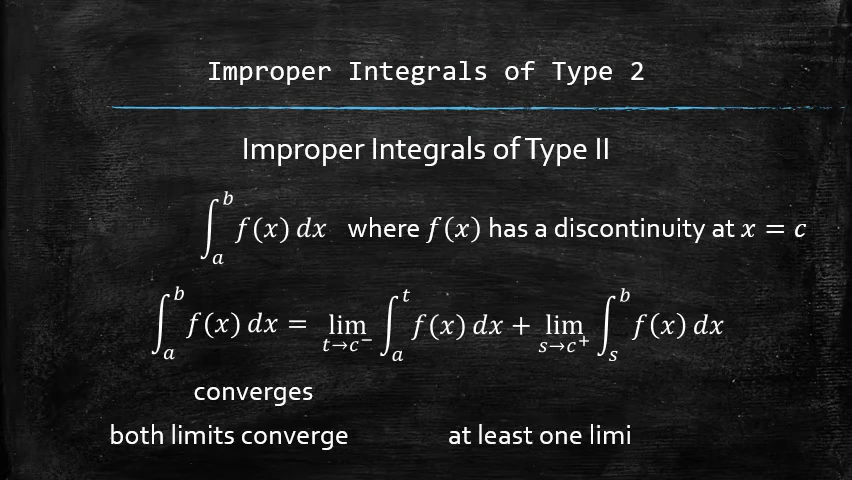 Improper Integrals of Type 2
Improper Integrals of Type II
∫_a^b f(x) dx where f(x) has a discontinuity at x = c
∫_a^b f(x) dx = lim_{t→c⁻} ∫_a^t f(x) dx + lim_{s→c⁺} ∫_s^b f(x) dx
converges
both limits converge at least one limi